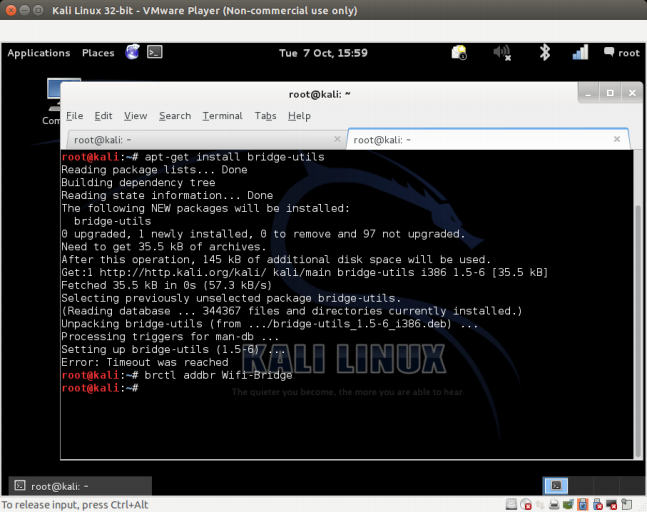 Kali Linux 32-bit - VMware Player (Non-commercial use only)
Applications Places Tue 7 Oct, 15:59 root
Com
root@kali: ~
File Edit View Search Terminal Tabs Help
root@kali: ~ × root@kali: ~ ×
root@kali:~# apt-get install bridge-utils
Reading package lists... Done
Building dependency tree
Reading state information... Done
The following NEW packages will be installed:
bridge-utils
0 upgraded, 1 newly installed, 0 to remove and 97 not upgraded.
Need to get 35.5 kB of archives.
After this operation, 145 kB of additional disk space will be used.
Get:1 http://http.kali.org/kali/ kali/main bridge-utils i386 1.5-6 [35.5 kB]
Fetched 35.5 kB in 0s (57.3 kB/s)
Selecting previously unselected package bridge-utils.
(Reading database ... 344367 files and directories currently installed.)
Unpacking bridge-utils (from .../bridge-utils_1.5-6_i386.deb) ...
Processing triggers for man-db ...
Setting up bridge-utils (1.5-6) ...
Error: Timeout was reached
root@kali:~# brctl addbr Wifi-Bridge
root@kali:~#
KALI LINUX
The quieter you become, the more you are able to hear.
root@kali: ~
To release input, press Ctrl+Alt